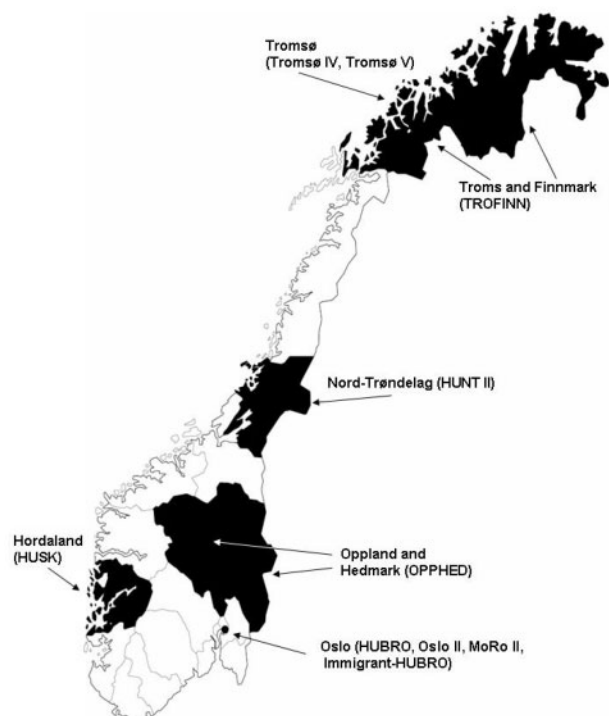 Tromsø
(Tromsø IV, Tromsø V)
Troms and Finnmark
(TROFINN)
Nord-Trøndelag (HUNT II)
Hordaland
(HUSK)
Oppland and
Hedmark (OPPHED)
Oslo (HUBRO, Oslo II, MoRo II,
Immigrant-HUBRO)